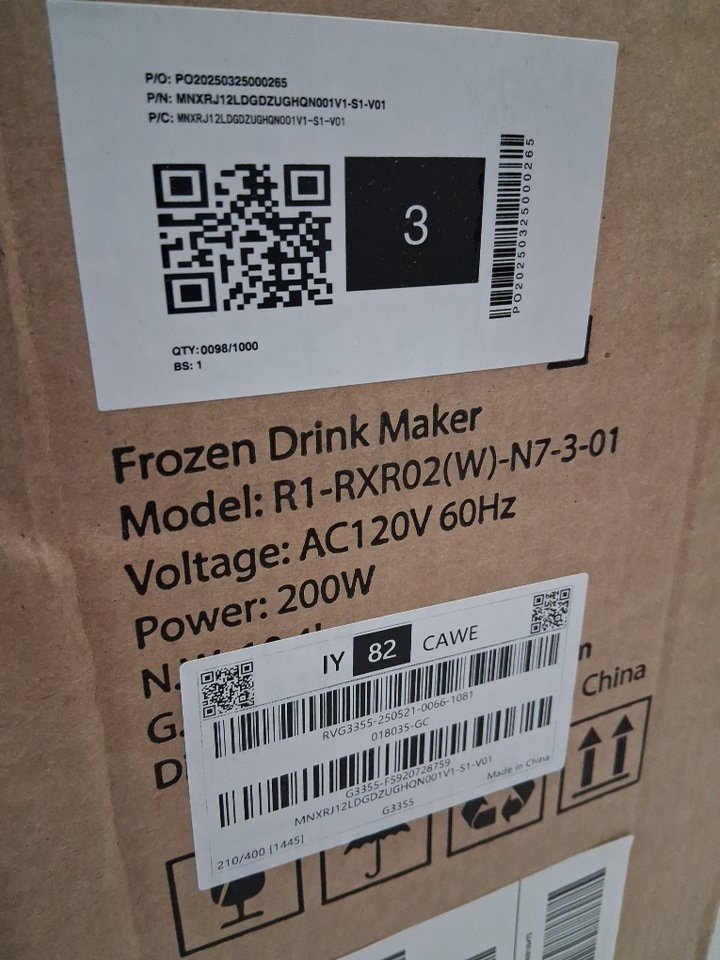 P/O: PO20250325000265
P/N: MNXRJ12LDGDZUGHQN001V1-S1-V01
P/C: MNXRJ12LDGDZUGHQN001V1-S1-V01
3
PO20250325000265
QTY:0098/1000
BS: 1
Frozen Drink Maker
Model: R1-RXR02(W)-N7-3-01
Voltage: AC120V 60Hz
Power: 200W
N.W
G.
Di
China
IY 82 CAWE
RVG3355-250521-0066-1081
018035-GC
G3355-F5920728759
MNXRJ12LDGDZUGHQN001V1-S1-V01
Made in China
G3355
210/400 [1445]